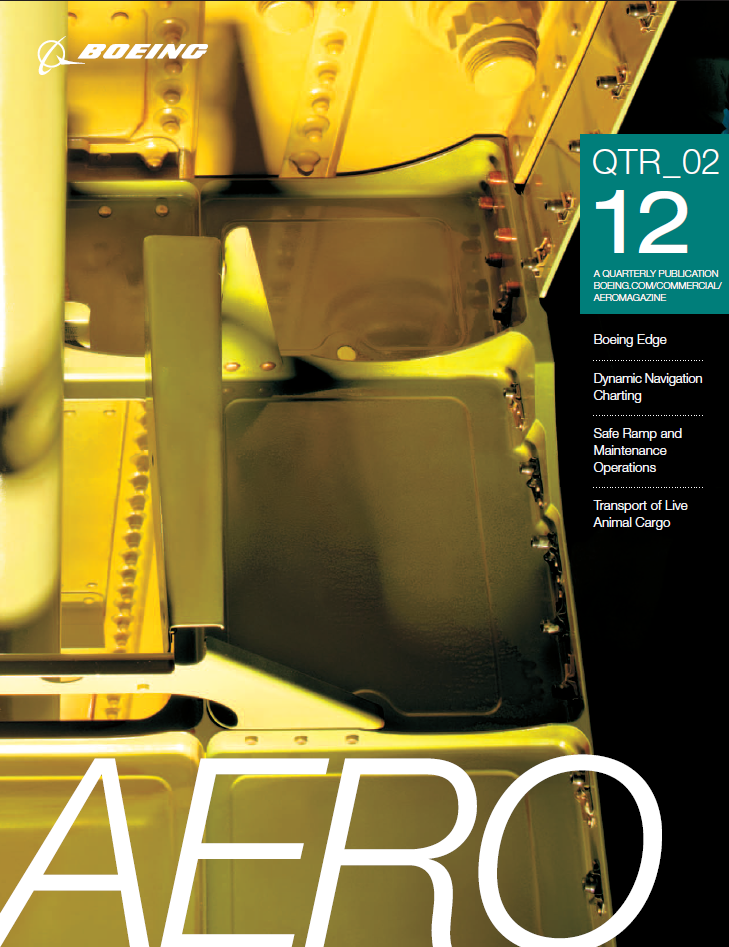 BOEING
QTR_02
12
A QUARTERLY PUBLICATION
BOEING.COM/COMMERCIAL/
AEROMAGAZINE
Boeing Edge
Dynamic Navigation
Charting
Safe Ramp and
Maintenance
Operations
Transport of Live
Animal Cargo
AERO